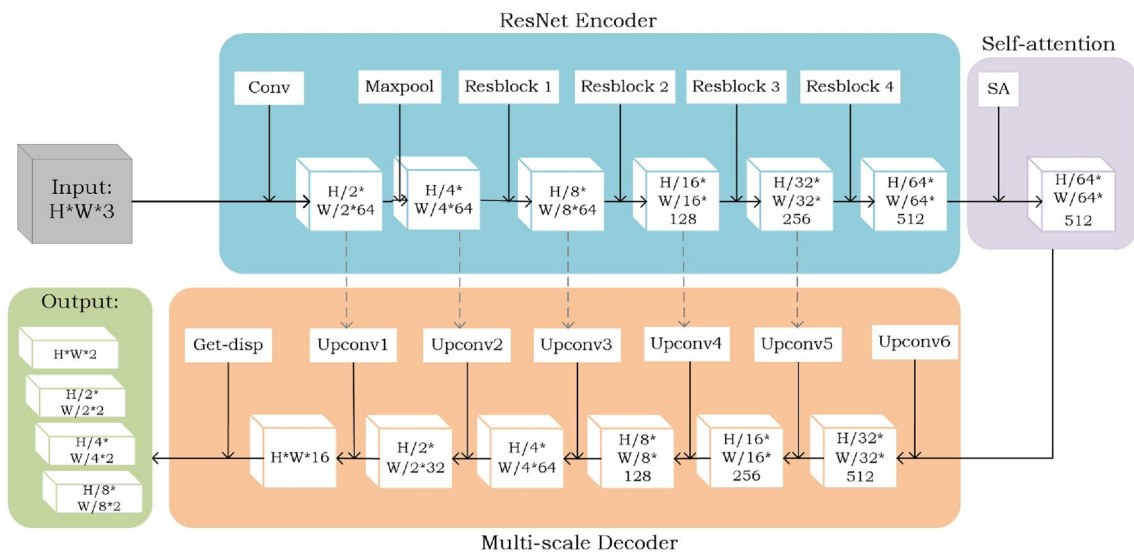 ResNet Encoder
Self-attention
Conv
Maxpool
Resblock 1
Resblock 2
Resblock 3
Resblock 4
SA
Input:
H*W*3
H/2*
W/2*64
H/4*
W/4*64
H/8*
W/8*64
H/16*
W/16*
128
H/32*
W/32*
256
H/64*
W/64*
512
H/64*
W/64*
512
Output:
H*W*2
H/2*
W/2*2
H/4*
W/4*2
H/8*
W/8*2
Get-disp
Upconv1
Upconv2
Upconv3
Upconv4
Upconv5
Upconv6
H*W*16
H/2*
W/2*32
H/4*
W/4*64
H/8*
W/8*
128
H/16*
W/16*
256
H/32*
W/32*
512
Multi-scale Decoder